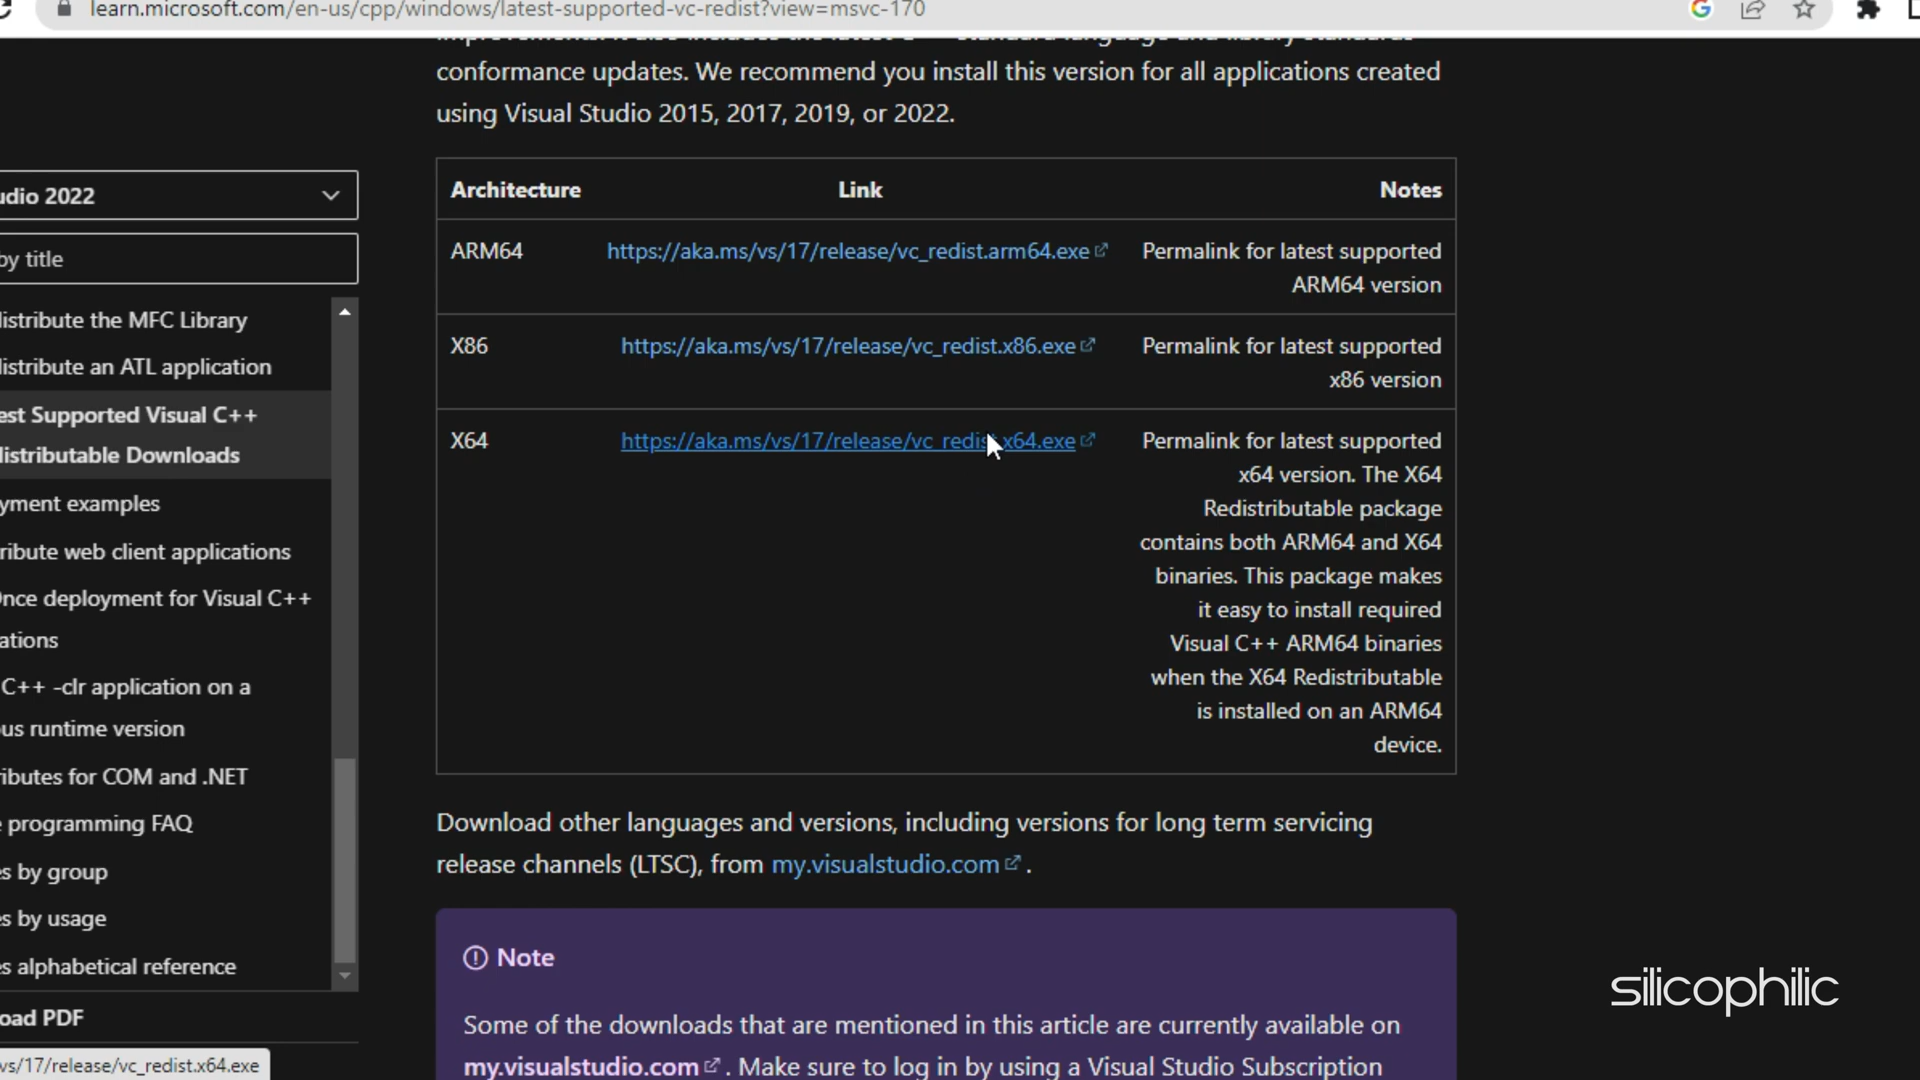 learn.microsoft.com/en-us/cpp/windows/latest-supported-vc-redist?view=msvc-170
conformance updates. We recommend you install this version for all applications created
using Visual Studio 2015, 2017, 2019, or 2022.
udio 2022
by title
istribute the MFC Library
istribute an ATL application
est Supported Visual C++
istributable Downloads
yment examples
ribute web client applications
Once deployment for Visual C++
ations
C++ -clr application on a
ous runtime version
ributes for COM and .NET
programming FAQ
es by group
es by usage
es alphabetical reference
oad PDF
vs/17/release/vc_redist.x64.exe
Architecture Link Notes
ARM64 https://aka.ms/vs/17/release/vc_redist.arm64.exe Permalink for latest supported
ARM64 version
X86 https://aka.ms/vs/17/release/vc_redist.x86.exe Permalink for latest supported
x86 version
X64 https://aka.ms/vs/17/release/vc_redist.x64.exe Permalink for latest supported
x64 version. The X64
Redistributable package
contains both ARM64 and X64
binaries. This package makes
it easy to install required
Visual C++ ARM64 binaries
when the X64 Redistributable
is installed on an ARM64
device.
Download other languages and versions, including versions for long term servicing
release channels (LTSC), from my.visualstudio.com .
Note
Some of the downloads that are mentioned in this article are currently available on
my.visualstudio.com . Make sure to log in by using a Visual Studio Subscription
silicophilic